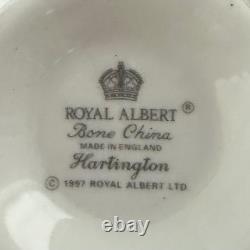 ROYAL ALBERT ®
Bone China
MADE IN ENGLAND
Hartington
© 1997 ROYAL ALBERT LTD